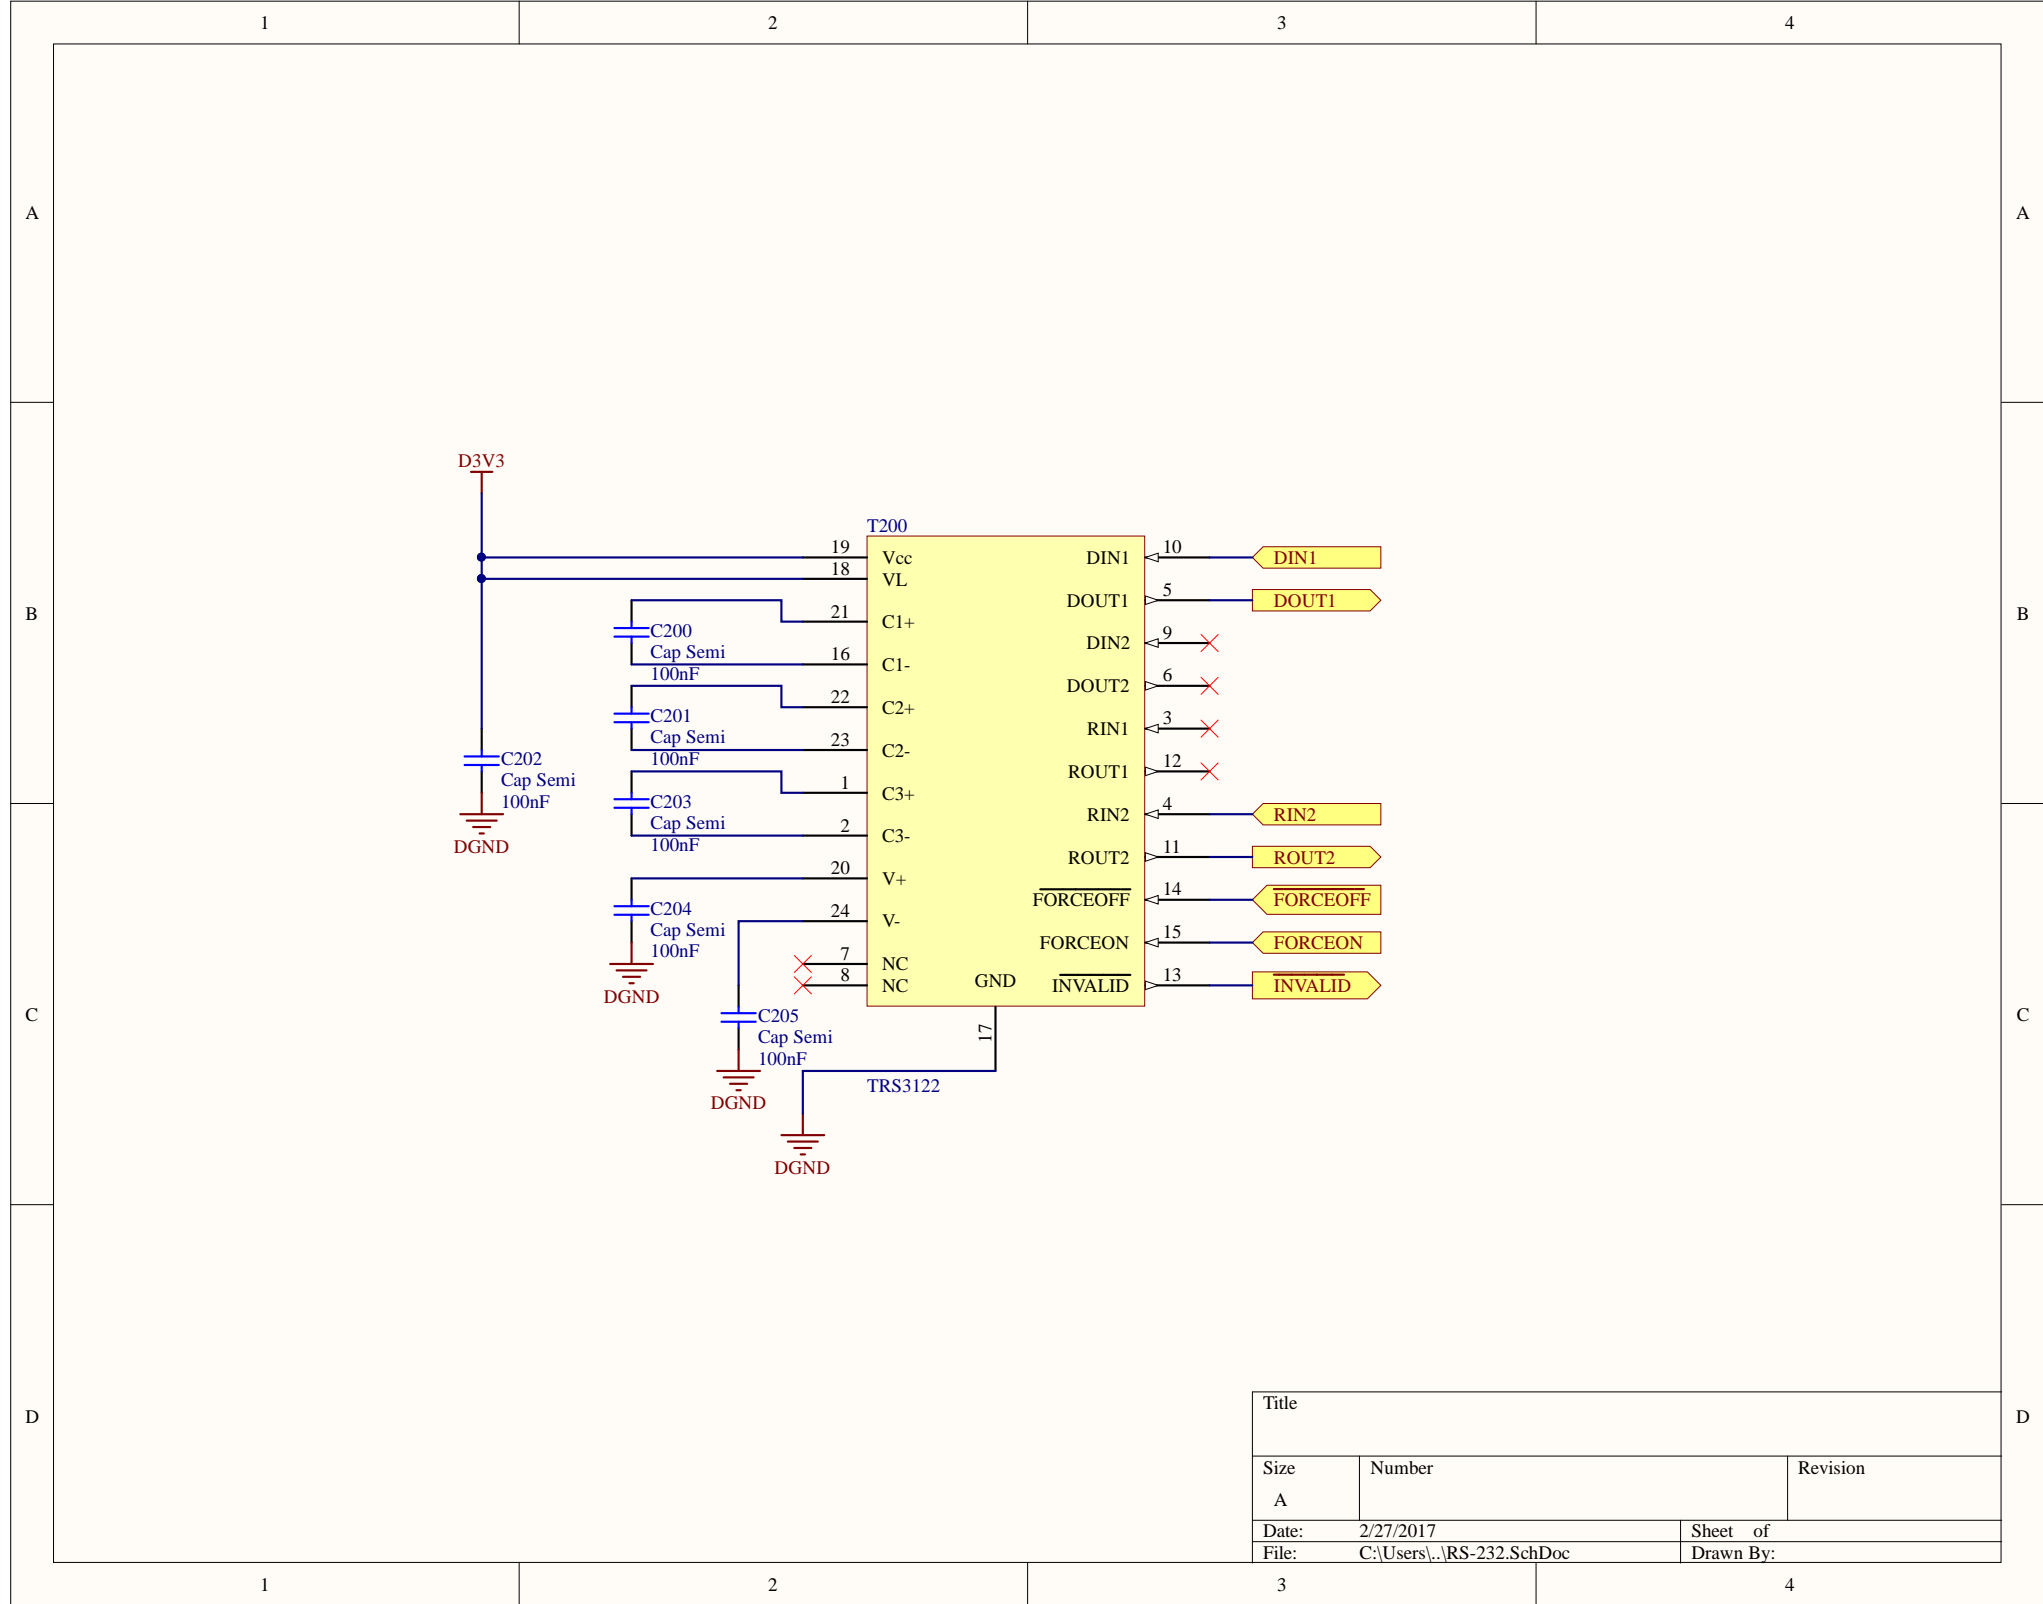 1 2 3 4
A A
D3V3
T200
19 Vcc DIN1 10 DIN1
18 VL
DOUT1 5 DOUT1
21 C1+
B B
C200
Cap Semi
100nF
DIN2 9
16 C1-
DOUT2 6
22 C2+
C201
Cap Semi
100nF
RIN1 3
23 C2-
C202
Cap Semi
100nF
DGND
ROUT1 12
1 C3+
C203
Cap Semi
100nF
RIN2 4 RIN2
2 C3-
ROUT2 11 ROUT2
20 V+
FORCEOFF 14 FORCEOFF
C204
Cap Semi
100nF
DGND
24 V-
FORCEON 15 FORCEON
7 NC
8 NC
GND
INVALID 13 INVALID
C C
C205
Cap Semi
100nF
DGND
17
TRS3122
DGND
D D
Title
Size Number Revision
A
Date: 2/27/2017 Sheet of
File: C:\Users\..\RS-232.SchDoc Drawn By:
1 2 3 4